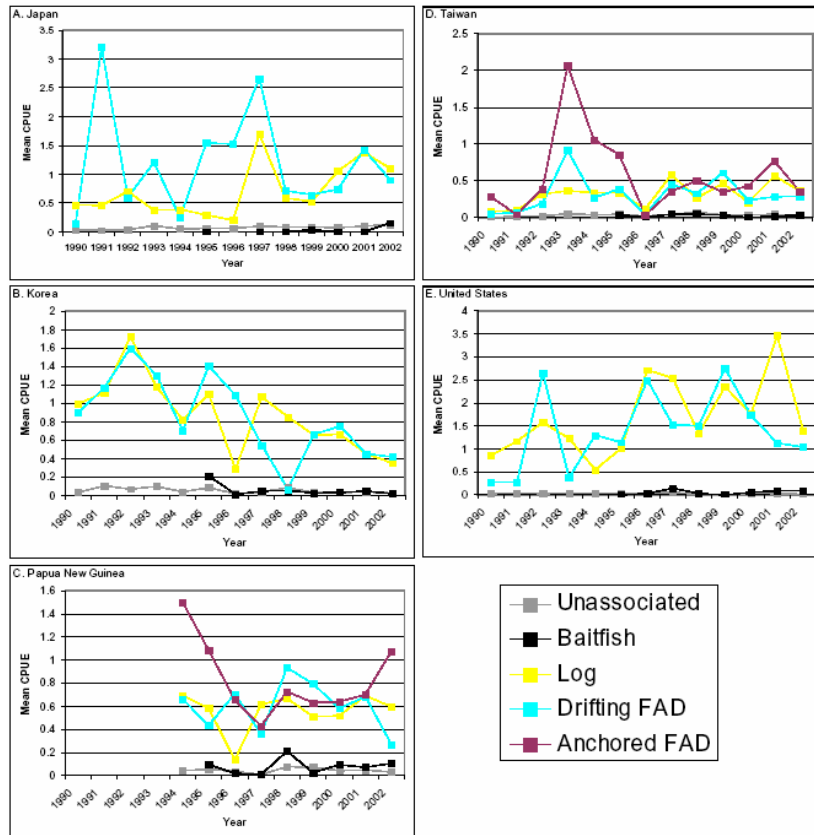 A. Japan
3.5
3
2.5
2
1.5
1
0.5
0
Mean CPUE
1990 1991 1992 1993 1994 1995 1996 1997 1998 1999 2000 2001 2002
Year
B. Korea
2
1.8
1.6
1.4
1.2
1
0.8
0.6
0.4
0.2
0
Mean CPUE
1990 1991 1992 1993 1994 1995 1996 1997 1998 1999 2000 2001 2002
Year
C. Papua New Guinea
1.6
1.4
1.2
1
0.8
0.6
0.4
0.2
0
Mean CPUE
1990 1991 1992 1993 1994 1995 1996 1997 1998 1999 2000 2001 2002
Year
D. Taiwan
2.5
2
1.5
1
0.5
0
Mean CPUE
1990 1991 1992 1993 1994 1995 1996 1997 1998 1999 2000 2001 2002
Year
E. United States
4
3.5
3
2.5
2
1.5
1
0.5
0
Mean CPUE
1990 1991 1992 1993 1994 1995 1996 1997 1998 1999 2000 2001 2002
Year
Unassociated
Baitfish
Log
Drifting FAD
Anchored FAD